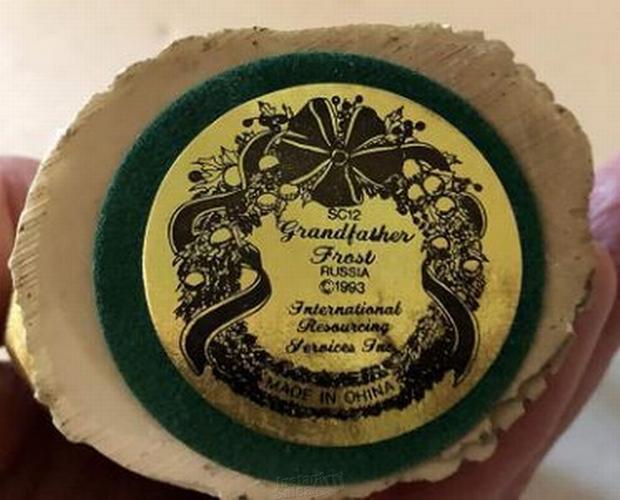 SC12
Grandfather
Frost
RUSSIA
©1993
International
Resourcing
Services Inc.
MADE IN CHINA